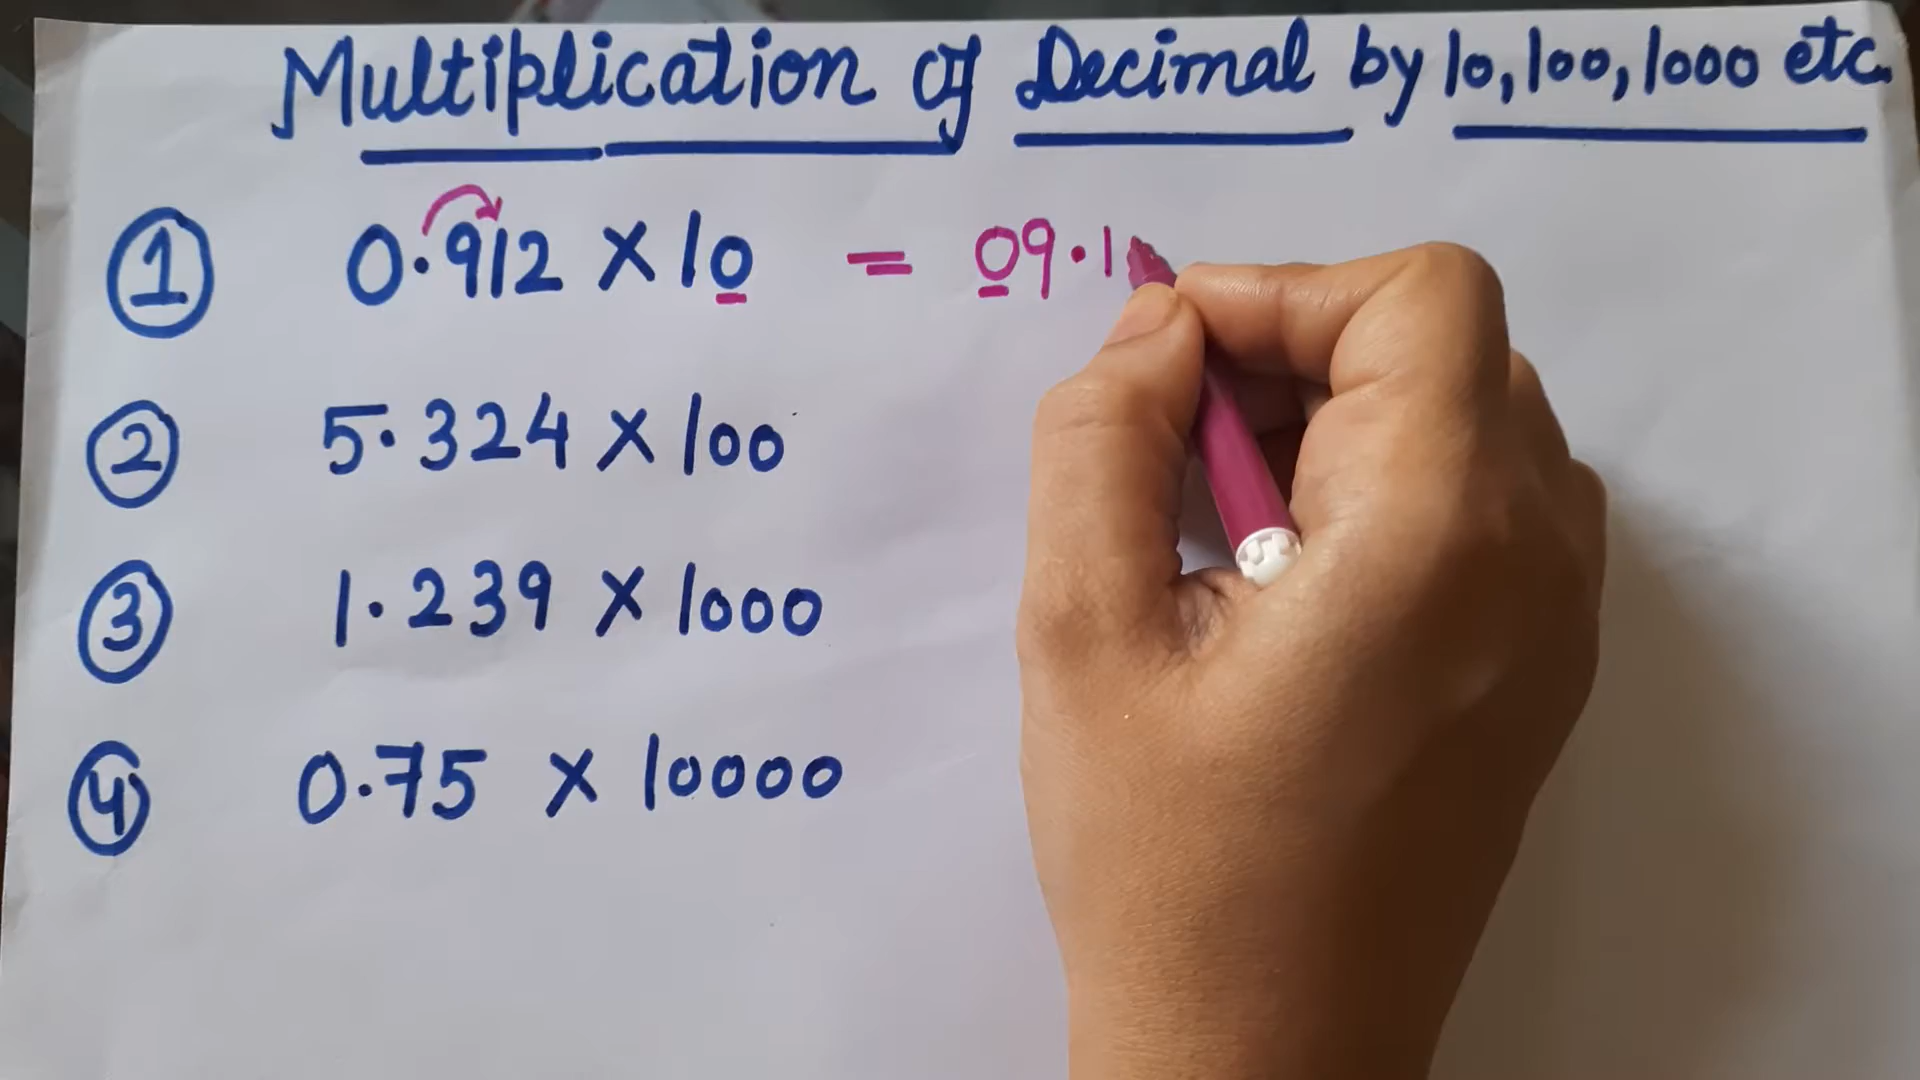 Multiplication of Decimal by 10, 100, 1000 etc.
1 0.912 × 10 = 09.1
2 5.324 × 100
3 1.239 × 1000
4 0.75 × 10000